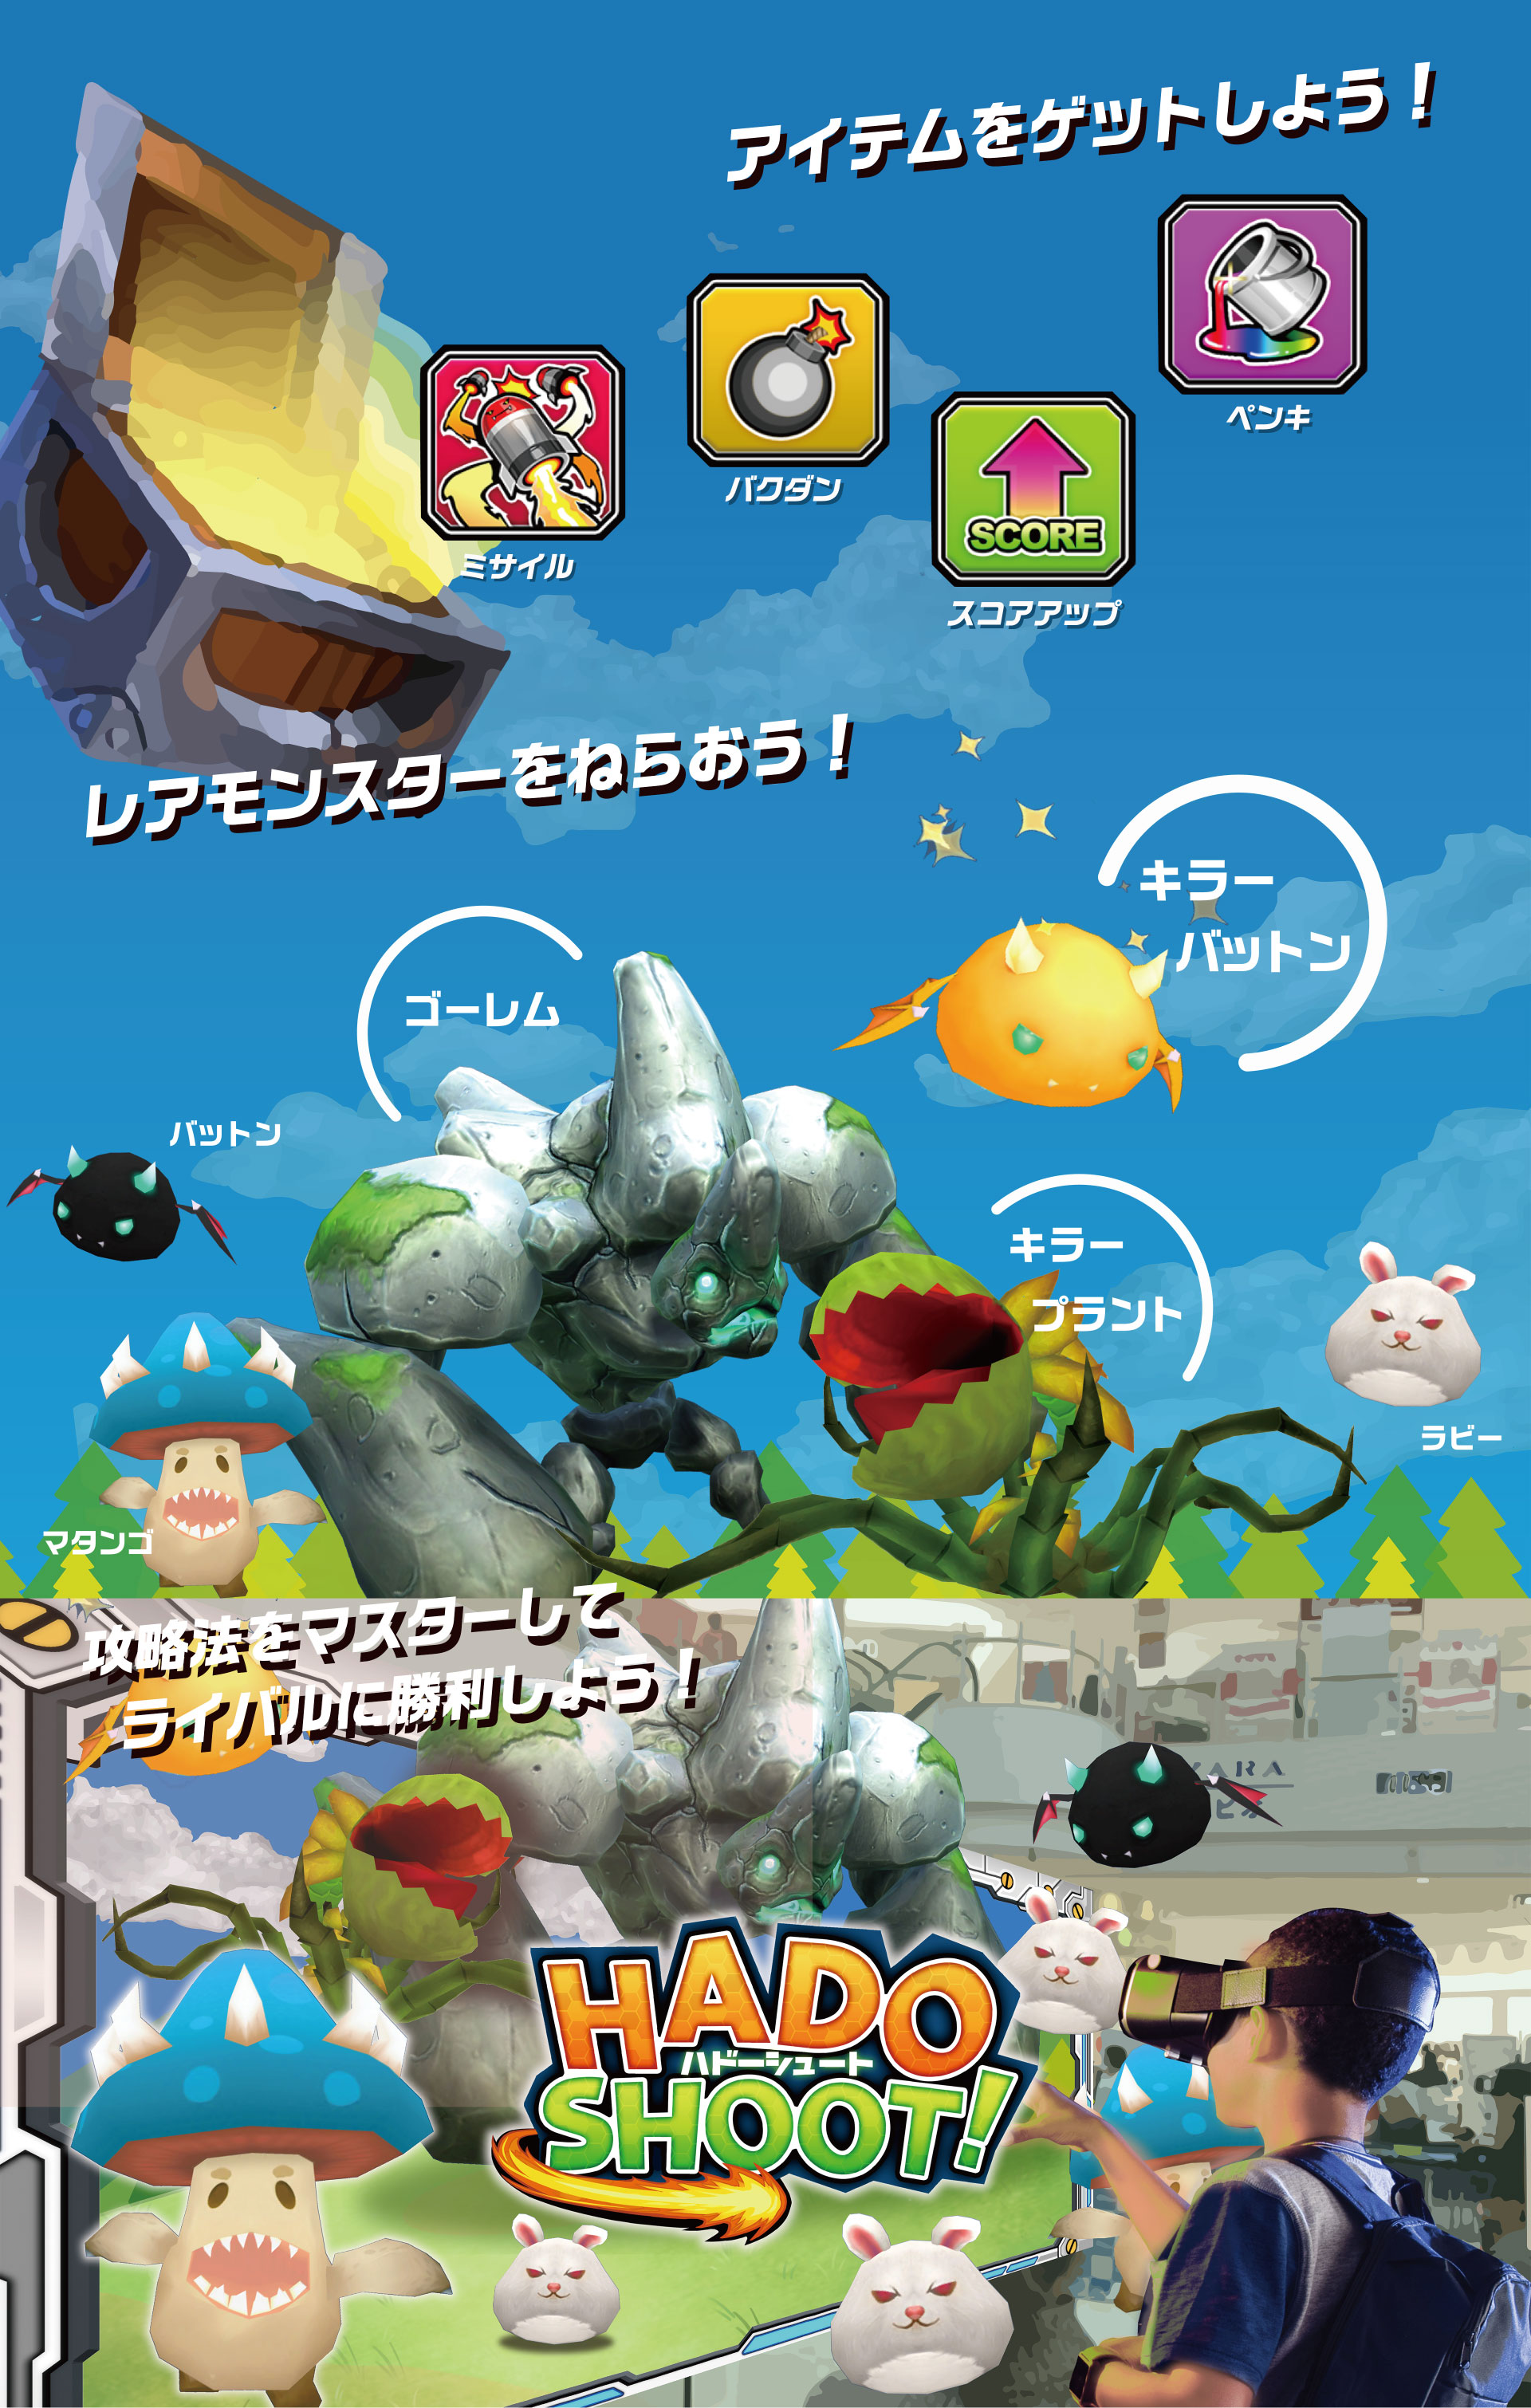 アイテムをゲットしよう！
ペンキ
バクダン
ミサイル
SCORE
スコアアップ
レアモンスターをねらおう！
キラー
バットン
ゴーレム
バットン
キラー
プラント
ラビー
マタンゴ
攻略法をマスターして
ライバルに勝利しよう！
HADO
ハドーシュート
SHOOT!